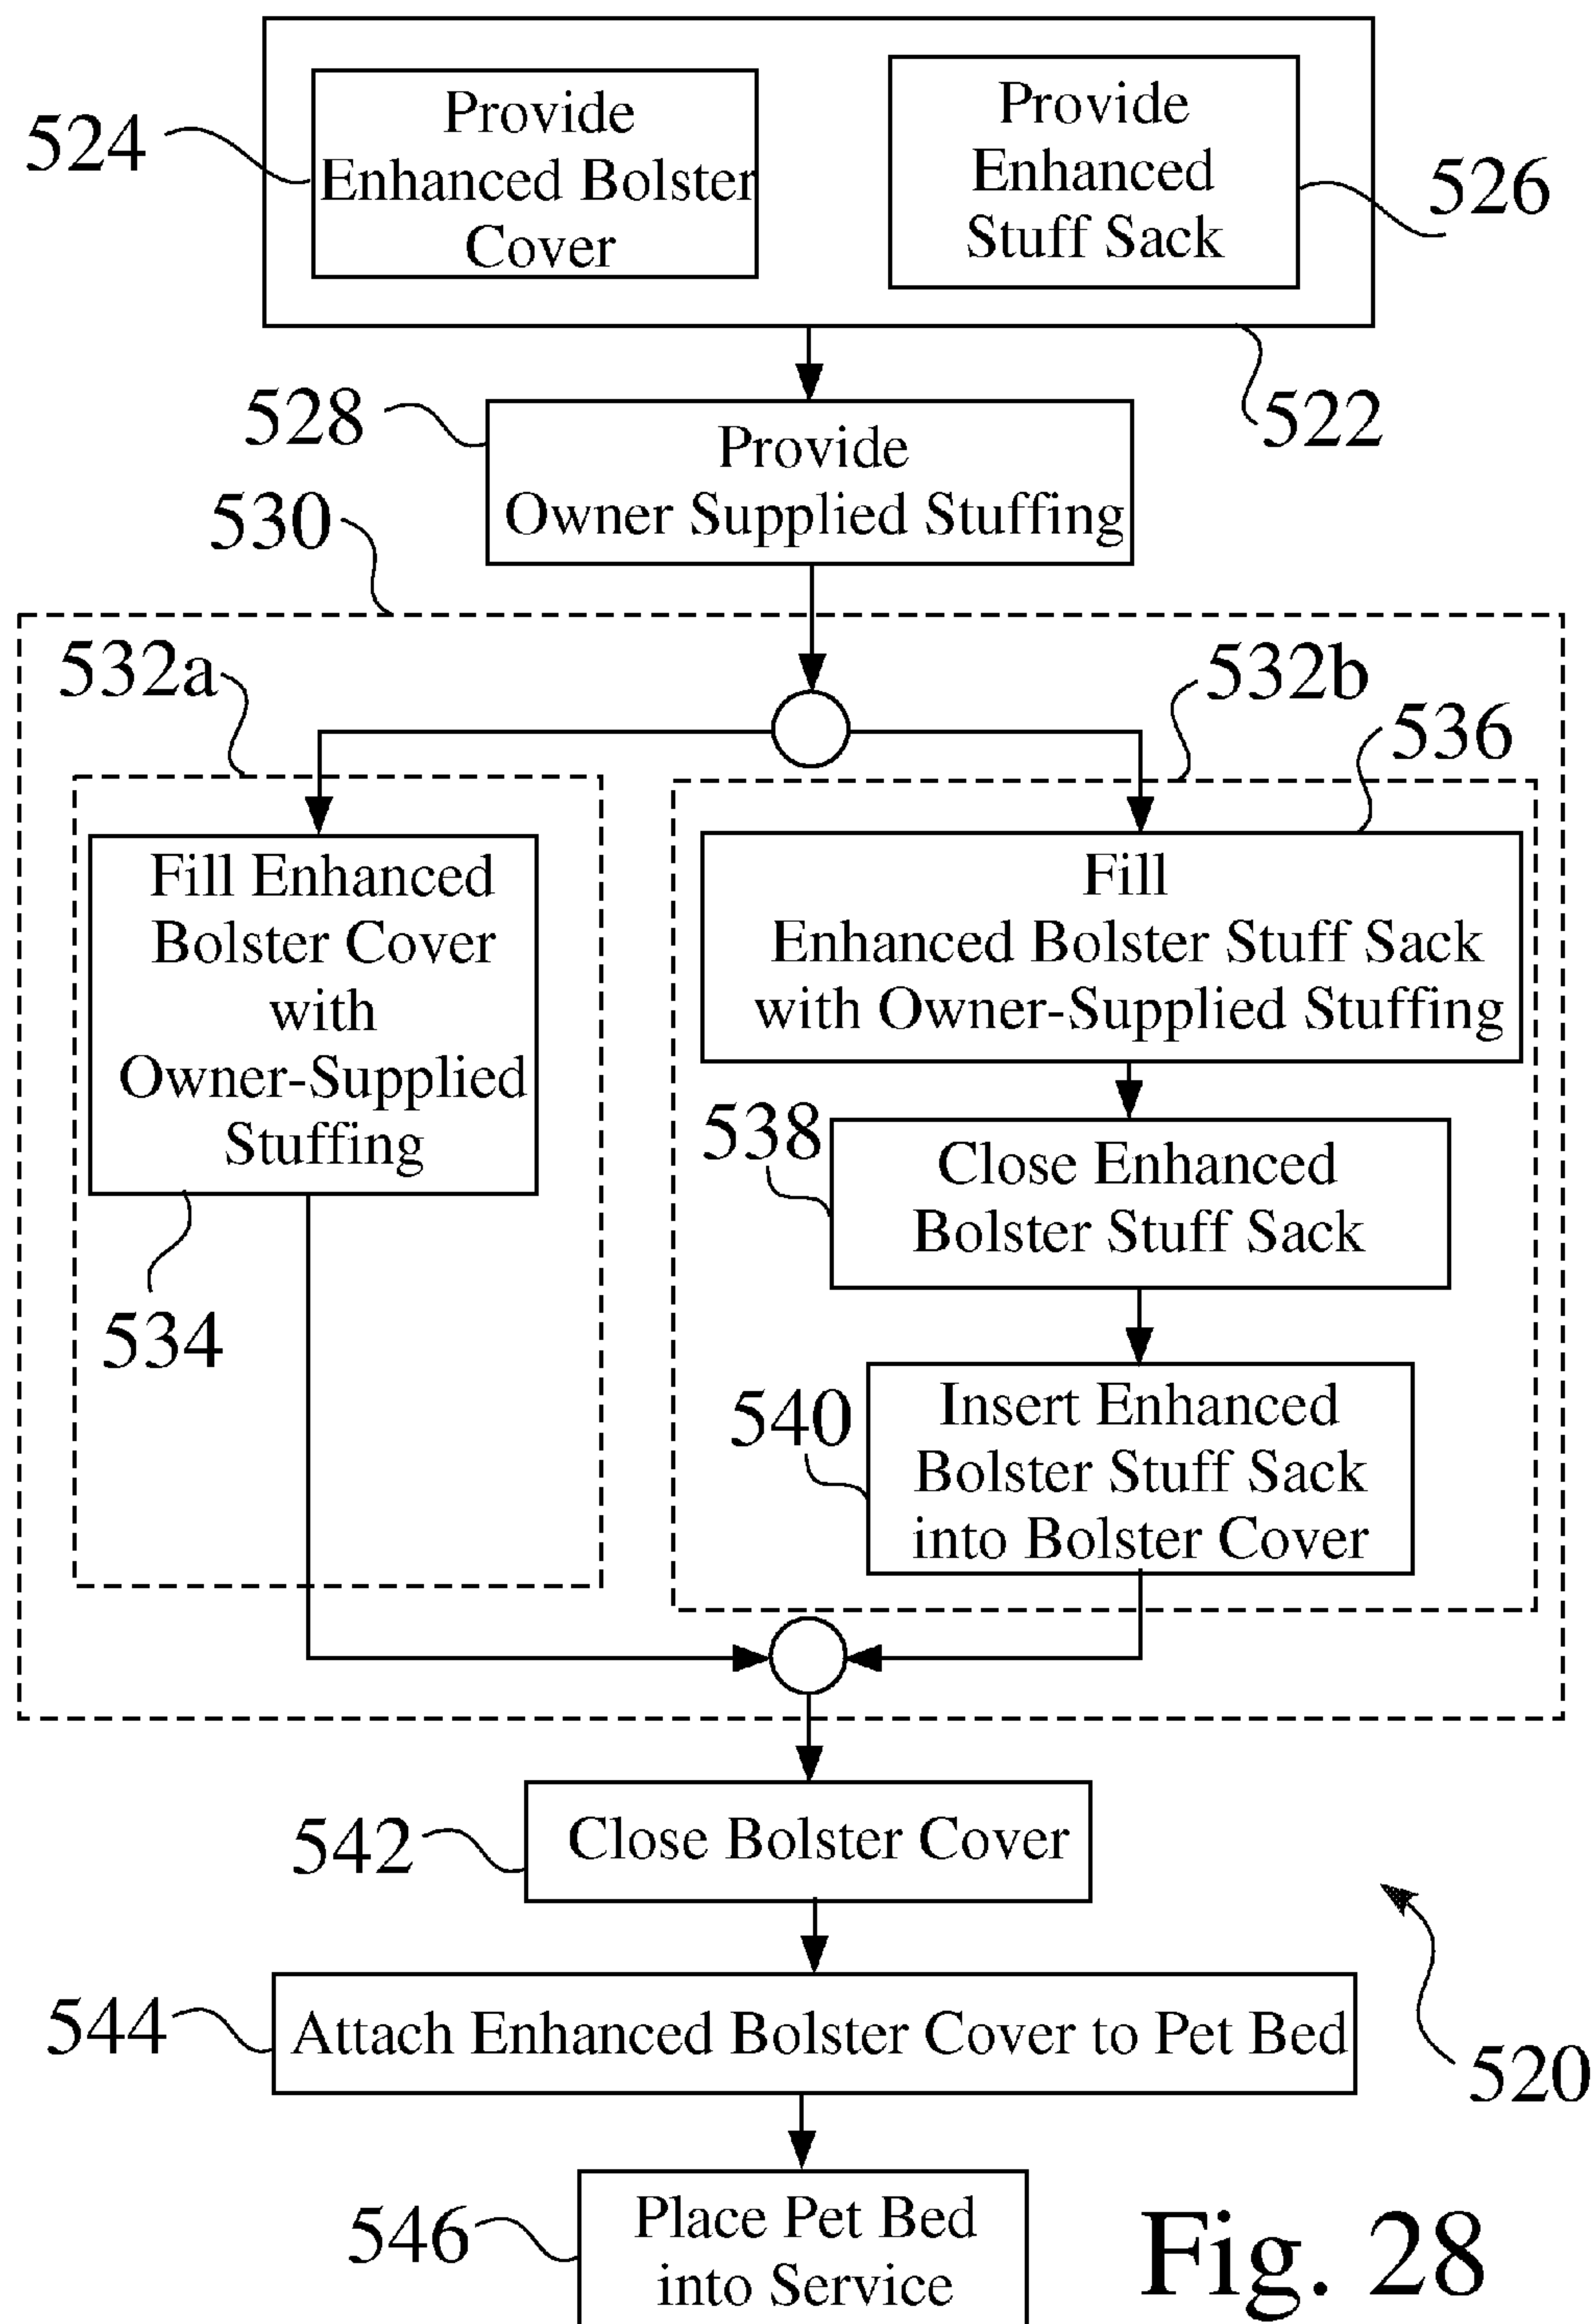 524
Provide
Enhanced Bolster
Cover
Provide
Enhanced
Stuff Sack
526
522
528
Provide
Owner Supplied Stuffing
530
532a
532b
536
Fill Enhanced
Bolster Cover
with
Owner-Supplied
Stuffing
534
Fill
Enhanced Bolster Stuff Sack
with Owner-Supplied Stuffing
538
Close Enhanced
Bolster Stuff Sack
540
Insert Enhanced
Bolster Stuff Sack
into Bolster Cover
542
Close Bolster Cover
544
Attach Enhanced Bolster Cover to Pet Bed
520
546
Place Pet Bed
into Service
Fig. 28